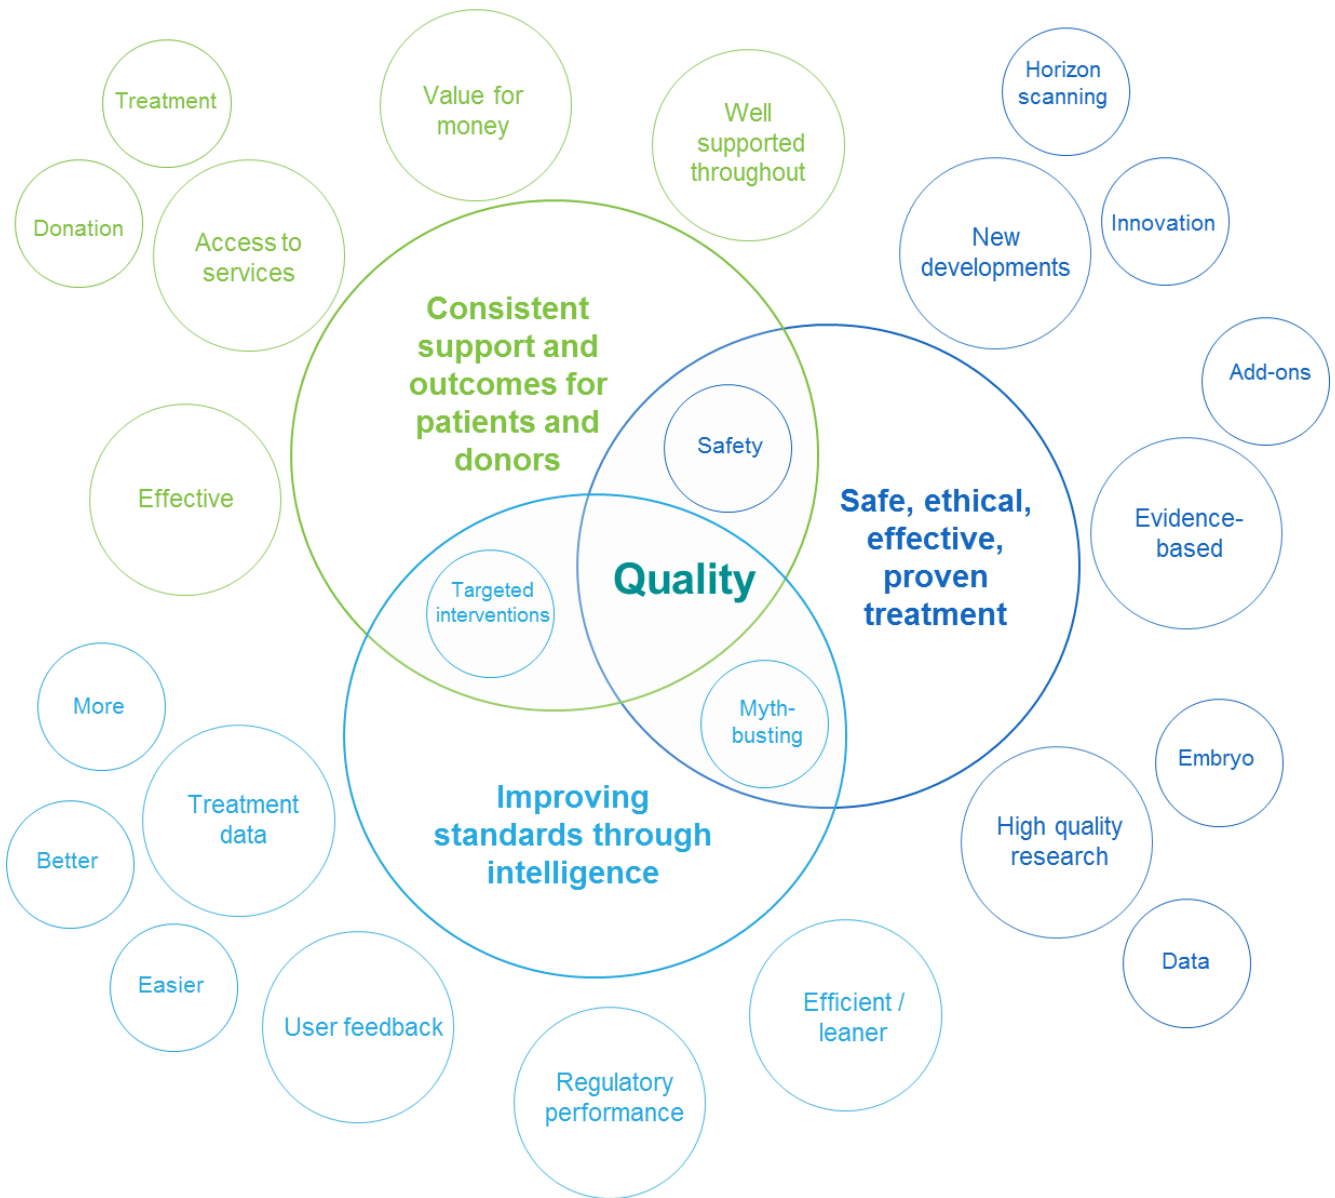 Treatment
Donation
Access to
services
Value for
money
Well
supported
throughout
Effective
Consistent
support and
outcomes for
patients and
donors
Horizon
scanning
Innovation
New
developments
Add-ons
Evidence-
based
Safe, ethical,
effective,
proven
treatment
Safety
Quality
Targeted
interventions
Myth-
busting
Embryo
High quality
research
Data
Improving
standards through
intelligence
More
Better
Easier
Treatment
data
User feedback
Regulatory
performance
Efficient /
leaner